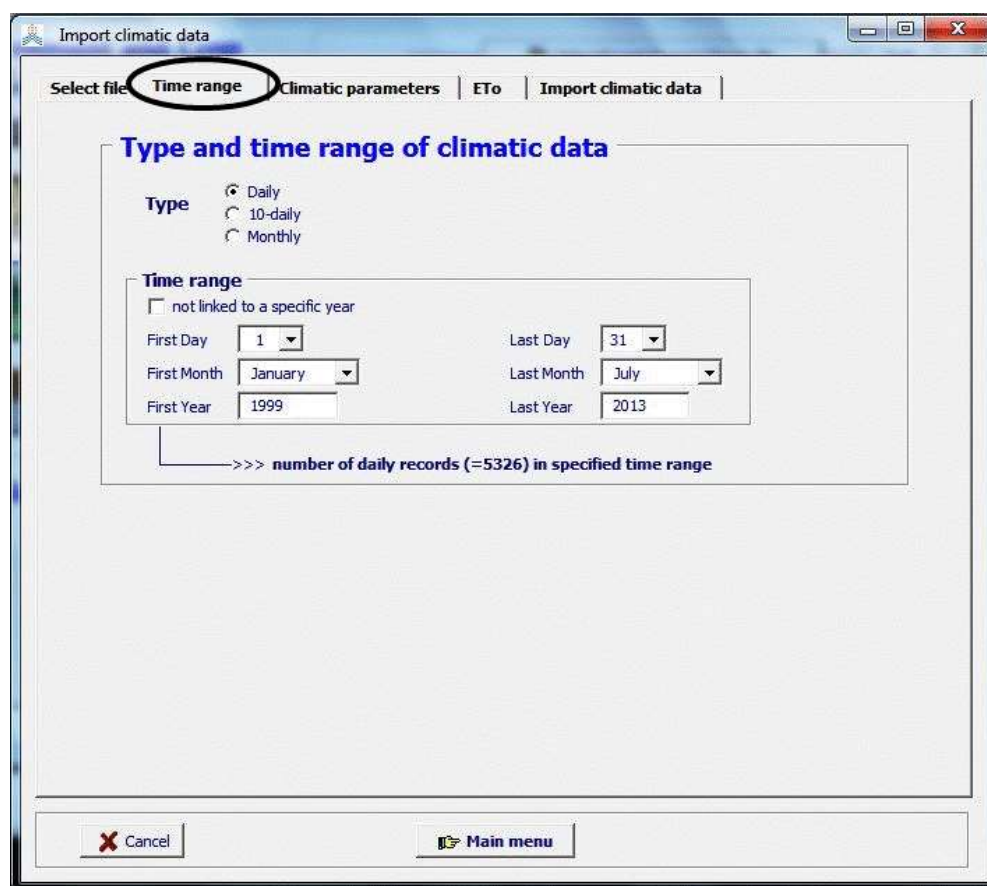 Import climatic data
Select file Time range Climatic parameters ETo Import climatic data
Type and time range of climatic data
Type
Daily
10-daily
Monthly
Time range
not linked to a specific year
First Day 1 Last Day 31
First Month January Last Month July
First Year 1999 Last Year 2013
>>> number of daily records (=5326) in specified time range
Cancel Main menu